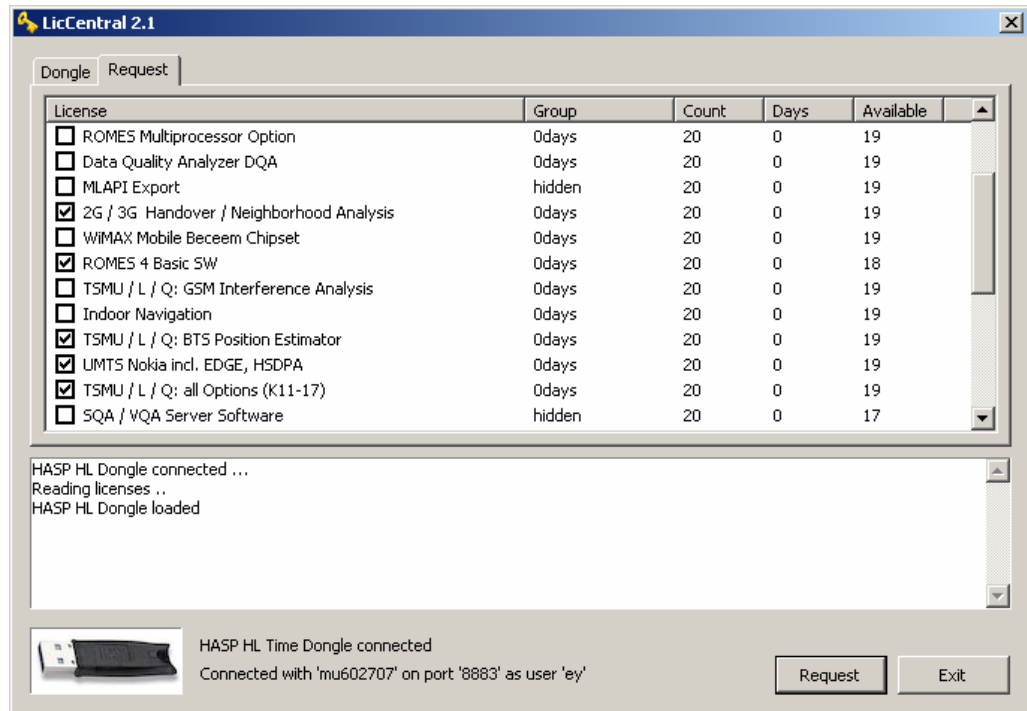 LicCentral 2.1
Dongle Request
License Group Count Days Available
ROMES Multiprocessor Option 0days 20 0 19
Data Quality Analyzer DQA 0days 20 0 19
MLAPI Export hidden 20 0 19
2G / 3G  Handover / Neighborhood Analysis 0days 20 0 19
WiMAX Mobile Beceem Chipset 0days 20 0 19
ROMES 4 Basic SW 0days 20 0 18
TSMU / L / Q: GSM Interference Analysis 0days 20 0 19
Indoor Navigation 0days 20 0 19
TSMU / L / Q: BTS Position Estimator 0days 20 0 19
UMTS Nokia incl. EDGE, HSDPA 0days 20 0 19
TSMU / L / Q: all Options (K11-17) 0days 20 0 19
SQA / VQA Server Software hidden 20 0 17
HASP HL Dongle connected ...
Reading licenses ..
HASP HL Dongle loaded
HASP HL Time Dongle connected
Connected with 'mu602707' on port '8883' as user 'ey'
Request Exit